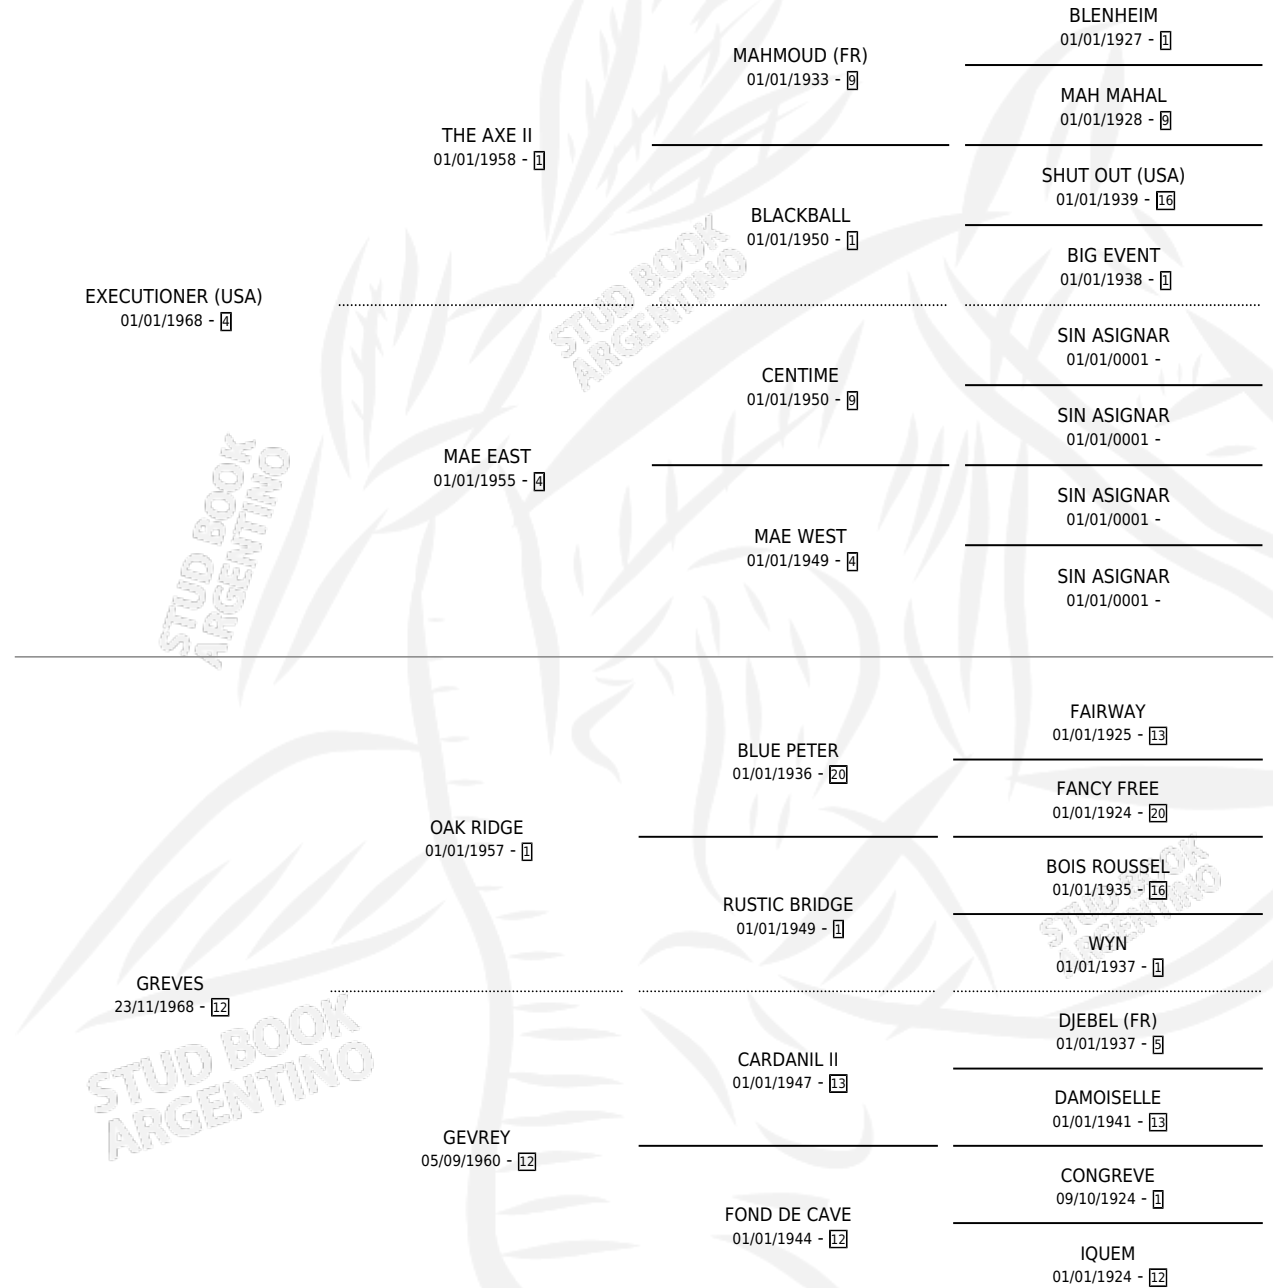 BLENHEIM
01/01/1927 - 1
MAHMOUD (FR)
01/01/1933 - 9
MAH MAHAL
01/01/1928 - 9
THE AXE II
01/01/1958 - 1
SHUT OUT (USA)
01/01/1939 - 16
BLACKBALL
01/01/1950 - 1
BIG EVENT
01/01/1938 - 1
EXECUTIONER (USA)
01/01/1968 - 4
STUD BOOK
ARGENTINO
SIN ASIGNAR
01/01/0001 -
CENTIME
01/01/1950 - 9
SIN ASIGNAR
01/01/0001 -
MAE EAST
01/01/1955 - 4
SIN ASIGNAR
01/01/0001 -
MAE WEST
01/01/1949 - 4
SIN ASIGNAR
01/01/0001 -
STUD BOOK
ARGENTINO
FAIRWAY
01/01/1925 - 13
BLUE PETER
01/01/1936 - 20
FANCY FREE
01/01/1924 - 20
OAK RIDGE
01/01/1957 - 1
BOIS ROUSSEL
01/01/1935 - 16
RUSTIC BRIDGE
01/01/1949 - 1
STUD BOOK
ARGENTINO
WYN
01/01/1937 - 1
GREVES
23/11/1968 - 12
DJEBEL (FR)
01/01/1937 - 5
CARDANIL II
01/01/1947 - 13
STUD BOOK
ARGENTINO
DAMOISELLE
01/01/1941 - 13
GEVREY
05/09/1960 - 12
CONGREVE
09/10/1924 - 1
FOND DE CAVE
01/01/1944 - 12
IQUEM
01/01/1924 - 12